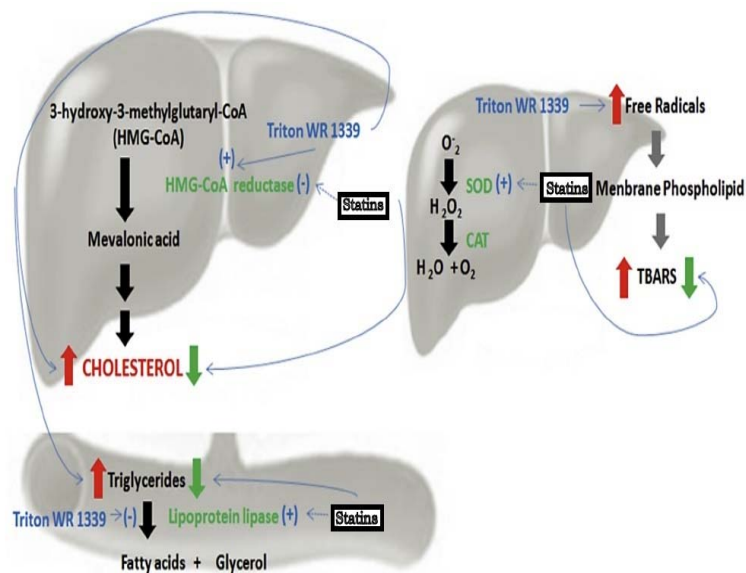 3-hydroxy-3-methylglutaryl-CoA
(HMG-CoA)
Triton WR 1339
(+)
HMG-CoA reductase (-)
Statins
Mevalonic acid
CHOLESTEROL
Triton WR 1339
Free Radicals
O₂⁻
SOD (+)
Statins
Menbrane Phospholipid
H₂O₂
CAT
H₂O + O₂
TBARS
Triglycerides
Triton WR 1339
(-)
Lipoprotein lipase (+)
Statins
Fatty acids + Glycerol